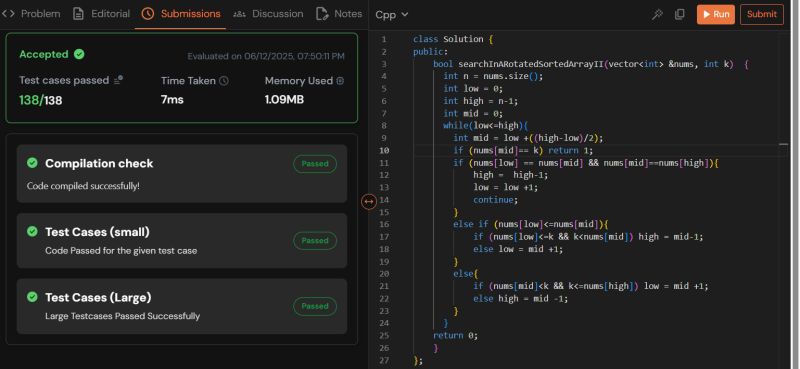 Problem Editorial Submissions Discussion Notes
Accepted
Evaluated on 06/12/2025, 07:50:11 PM
Test cases passed Time Taken Memory Used
138/138 7ms 1.09MB
Compilation check Passed
Code compiled successfully!
Test Cases (small) Passed
Code Passed for the given test case
Test Cases (Large) Passed
Large Testcases Passed Successfully
Cpp Run Submit
1 class Solution {
2 public:
3 bool searchInARotatedSortedArrayII(vector<int> &nums, int k) {
4 int n = nums.size();
5 int low = 0;
6 int high = n-1;
7 int mid = 0;
8 while(low<=high){
9 int mid = low +((high-low)/2);
10 if (nums[mid]== k) return 1;
11 if (nums[low] == nums[mid] && nums[mid]==nums[high]){
12 high = high-1;
13 low = low +1;
14 continue;
15 }
16 else if (nums[low]<=nums[mid]){
17 if (nums[low]<=k && k<nums[mid]) high = mid-1;
18 else low = mid +1;
19 }
20 else{
21 if (nums[mid]<k && k<=nums[high]) low = mid +1;
22 else high = mid -1;
23 }
24 }
25 return 0;
26 }
27 };